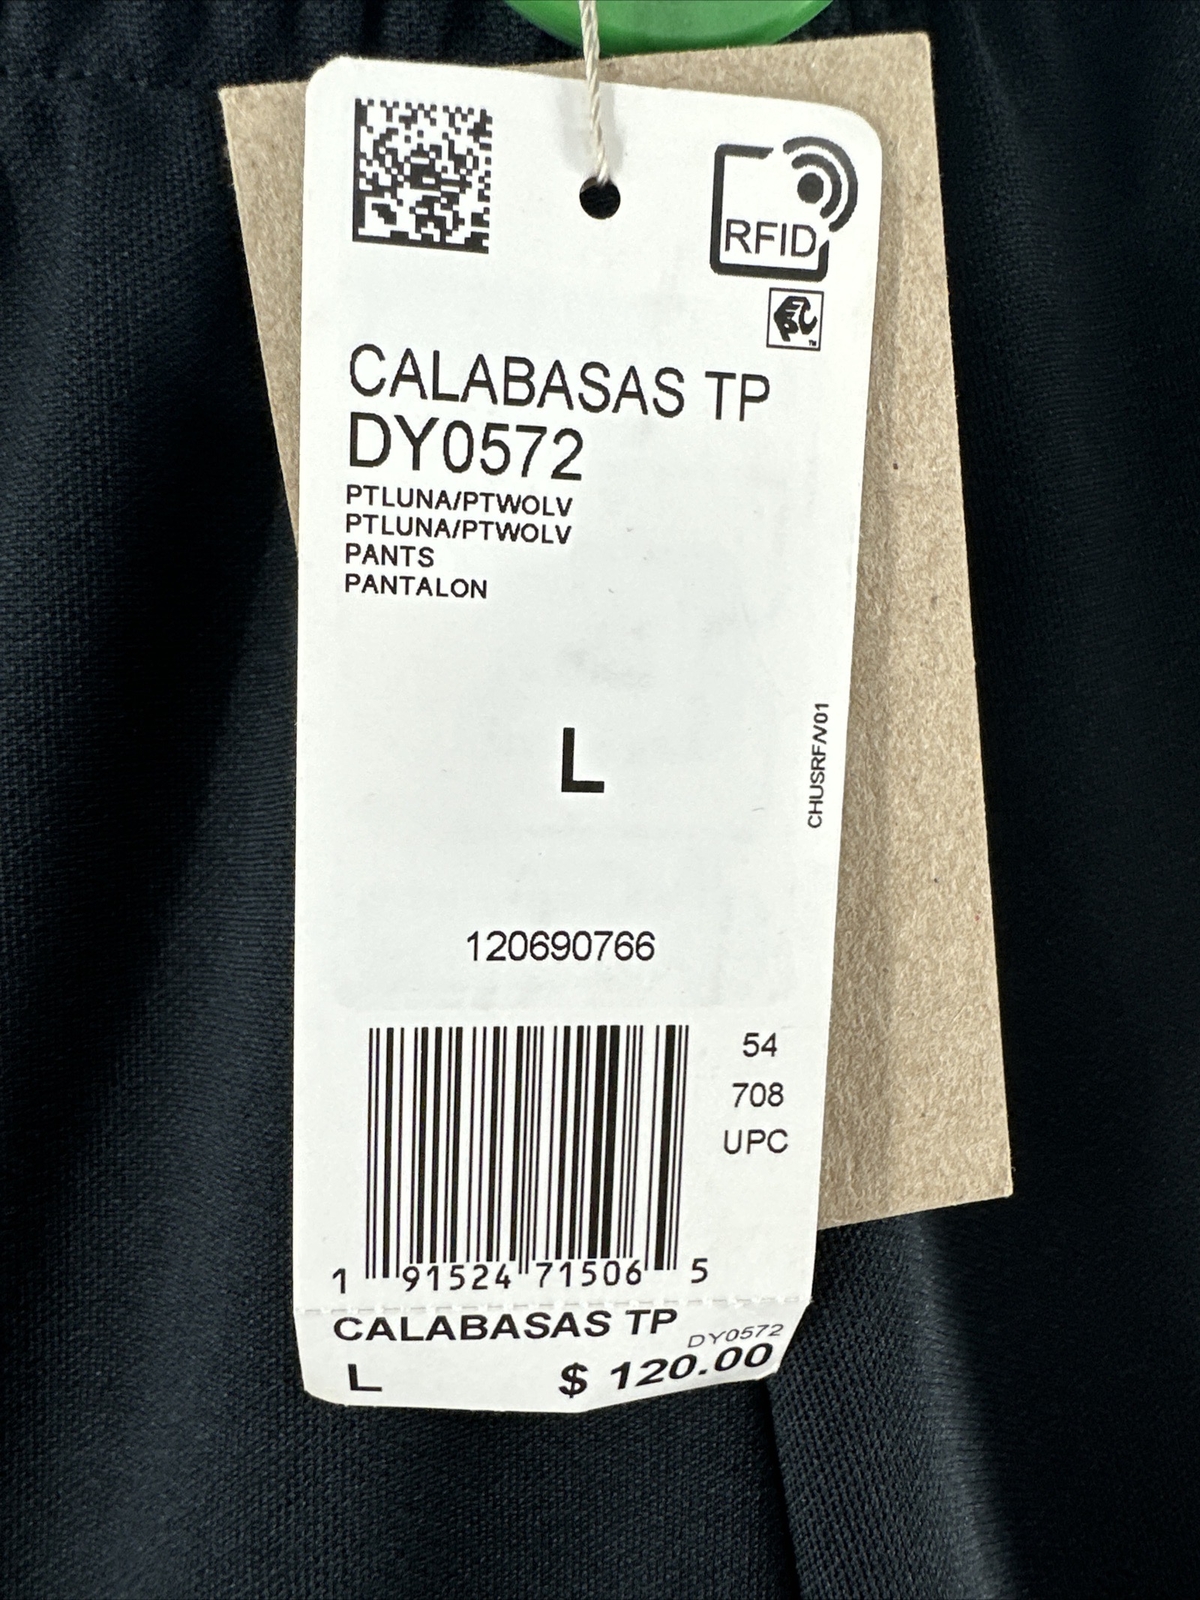 RFID
TM
CALABASAS TP
DY0572
PTLUNA/PTWOLV
PTLUNA/PTWOLV
PANTS
PANTALON
L
CHUSRF/V01
120690766
54
708
UPC
1 91524 71506 5
CALABASAS TP DY0572
L $ 120.00